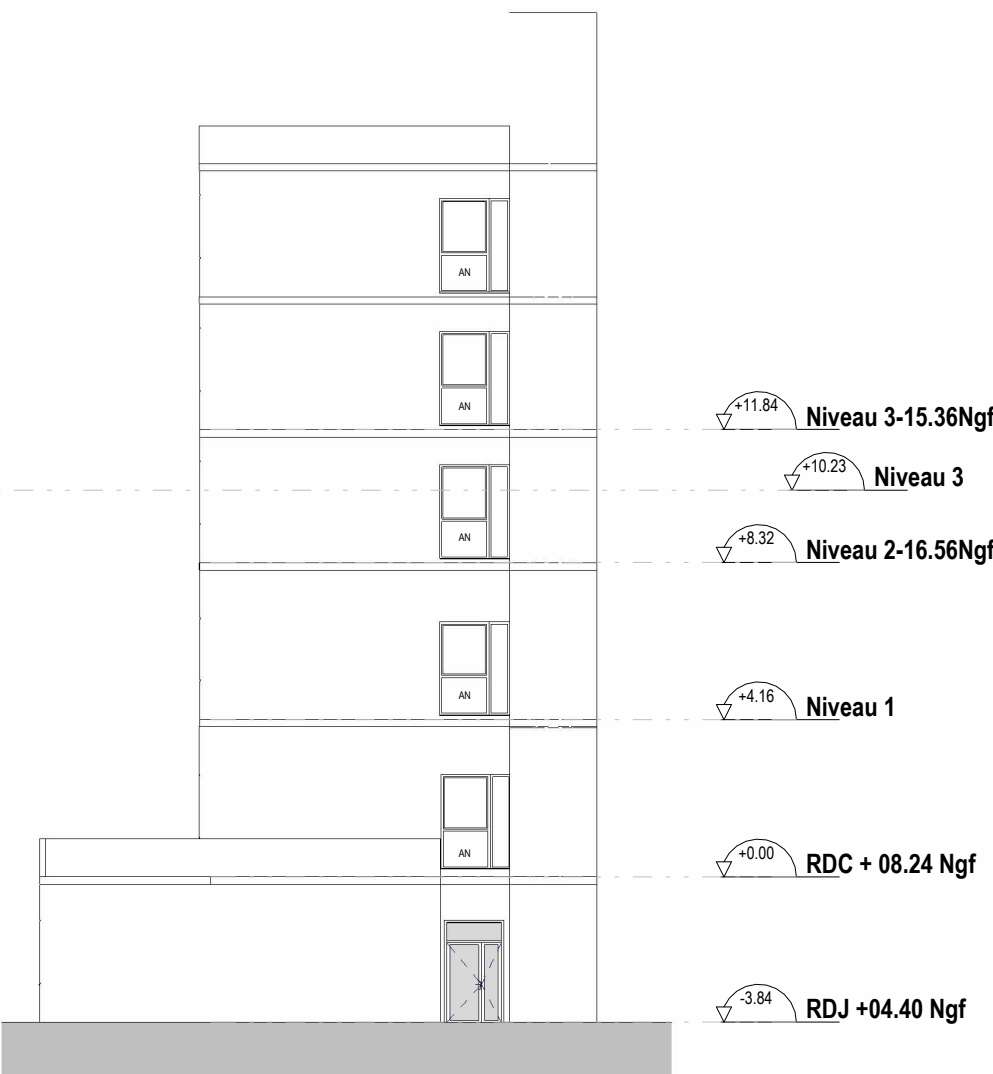 AN
AN
+11.84 Niveau 3-15.36Ngf
AN
+10.23 Niveau 3
+8.32 Niveau 2-16.56Ngf
AN
+4.16 Niveau 1
AN
+0.00 RDC + 08.24 Ngf
-3.84 RDJ +04.40 Ngf